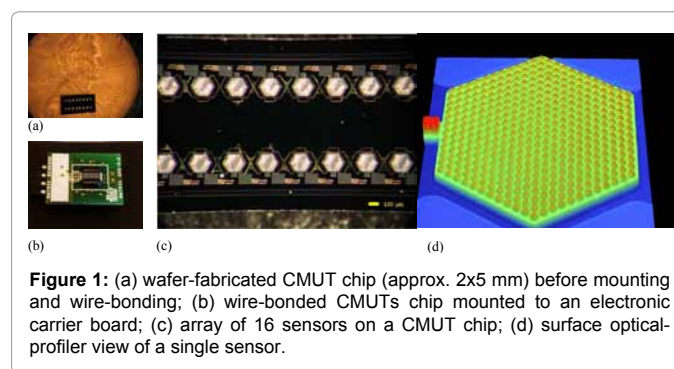 (a)
(b)
(c)
(d)
100 µm
Figure 1: (a) wafer-fabricated CMUT chip (approx. 2x5 mm) before mounting
and wire-bonding; (b) wire-bonded CMUTs chip mounted to an electronic
carrier board; (c) array of 16 sensors on a CMUT chip; (d) surface optical-
profiler view of a single sensor.